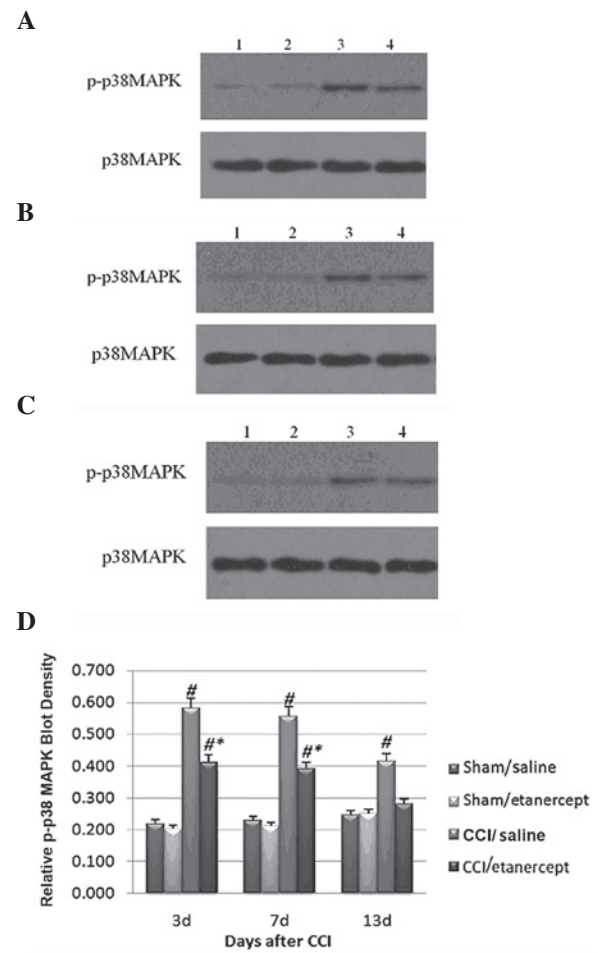 A
1 2 3 4
p-p38MAPK
p38MAPK
B
1 2 3 4
p-p38MAPK
p38MAPK
C
1 2 3 4
p-p38MAPK
p38MAPK
D
Relative p-p38 MAPK Blot Density
0.700
0.600
0.500
0.400
0.300
0.200
0.100
0.000
# #* # #* #
3d 7d 13d
Days after CCI
Sham/saline
Sham/etanercept
CCI/saline
CCI/etanercept